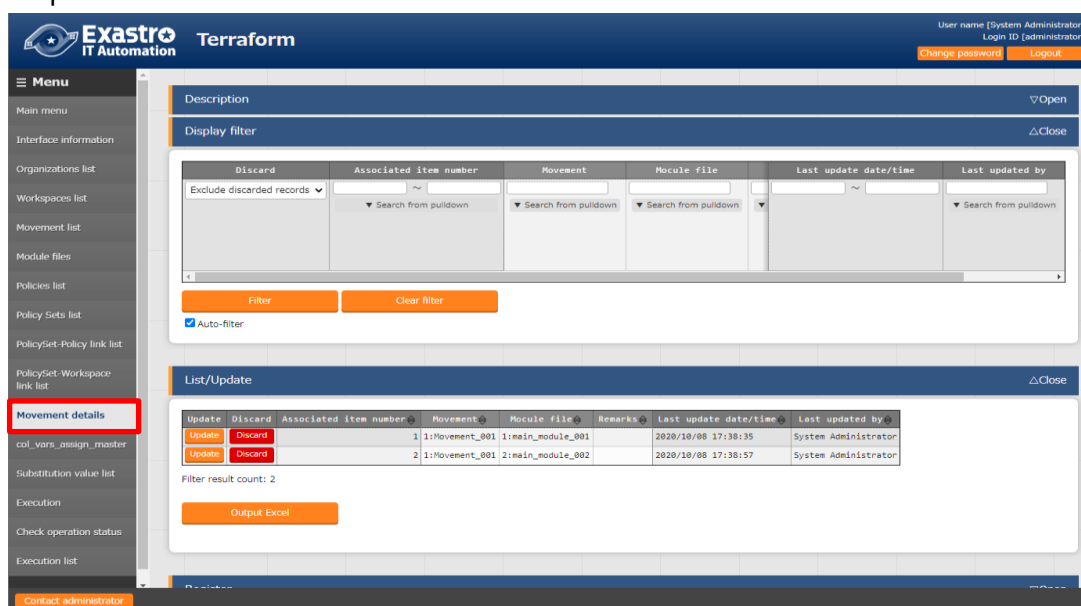 Exastro
IT Automation
Terraform
User name [System Administrator
Login ID [administrator
Change password
Logout
Menu
Main menu
Interface information
Organizations list
Workspaces list
Movement list
Module files
Policies list
Policy Sets list
PolicySet-Policy link list
PolicySet-Workspace
link list
Movement details
col_vars_assign_master
Substitution value list
Execution
Check operation status
Execution list
Contact administrator
Description ▽Open
Display filter △Close
Discard Associated item number Movement Mocule file Last update date/time Last updated by
Exclude discarded records ～ ～
▼ Search from pulldown ▼ Search from pulldown ▼ Search from pulldown ▼ ▼ Search from pulldown
Filter Clear filter
Auto-filter
List/Update △Close
Update Discard Associated item number Movement Mocule file Remarks Last update date/time Last updated by
Update Discard 1 1:Movement_001 1:main_module_001 2020/10/08 17:38:35 System Administrator
Update Discard 2 1:Movement_001 2:main_module_002 2020/10/08 17:38:57 System Administrator
Filter result count: 2
Output Excel